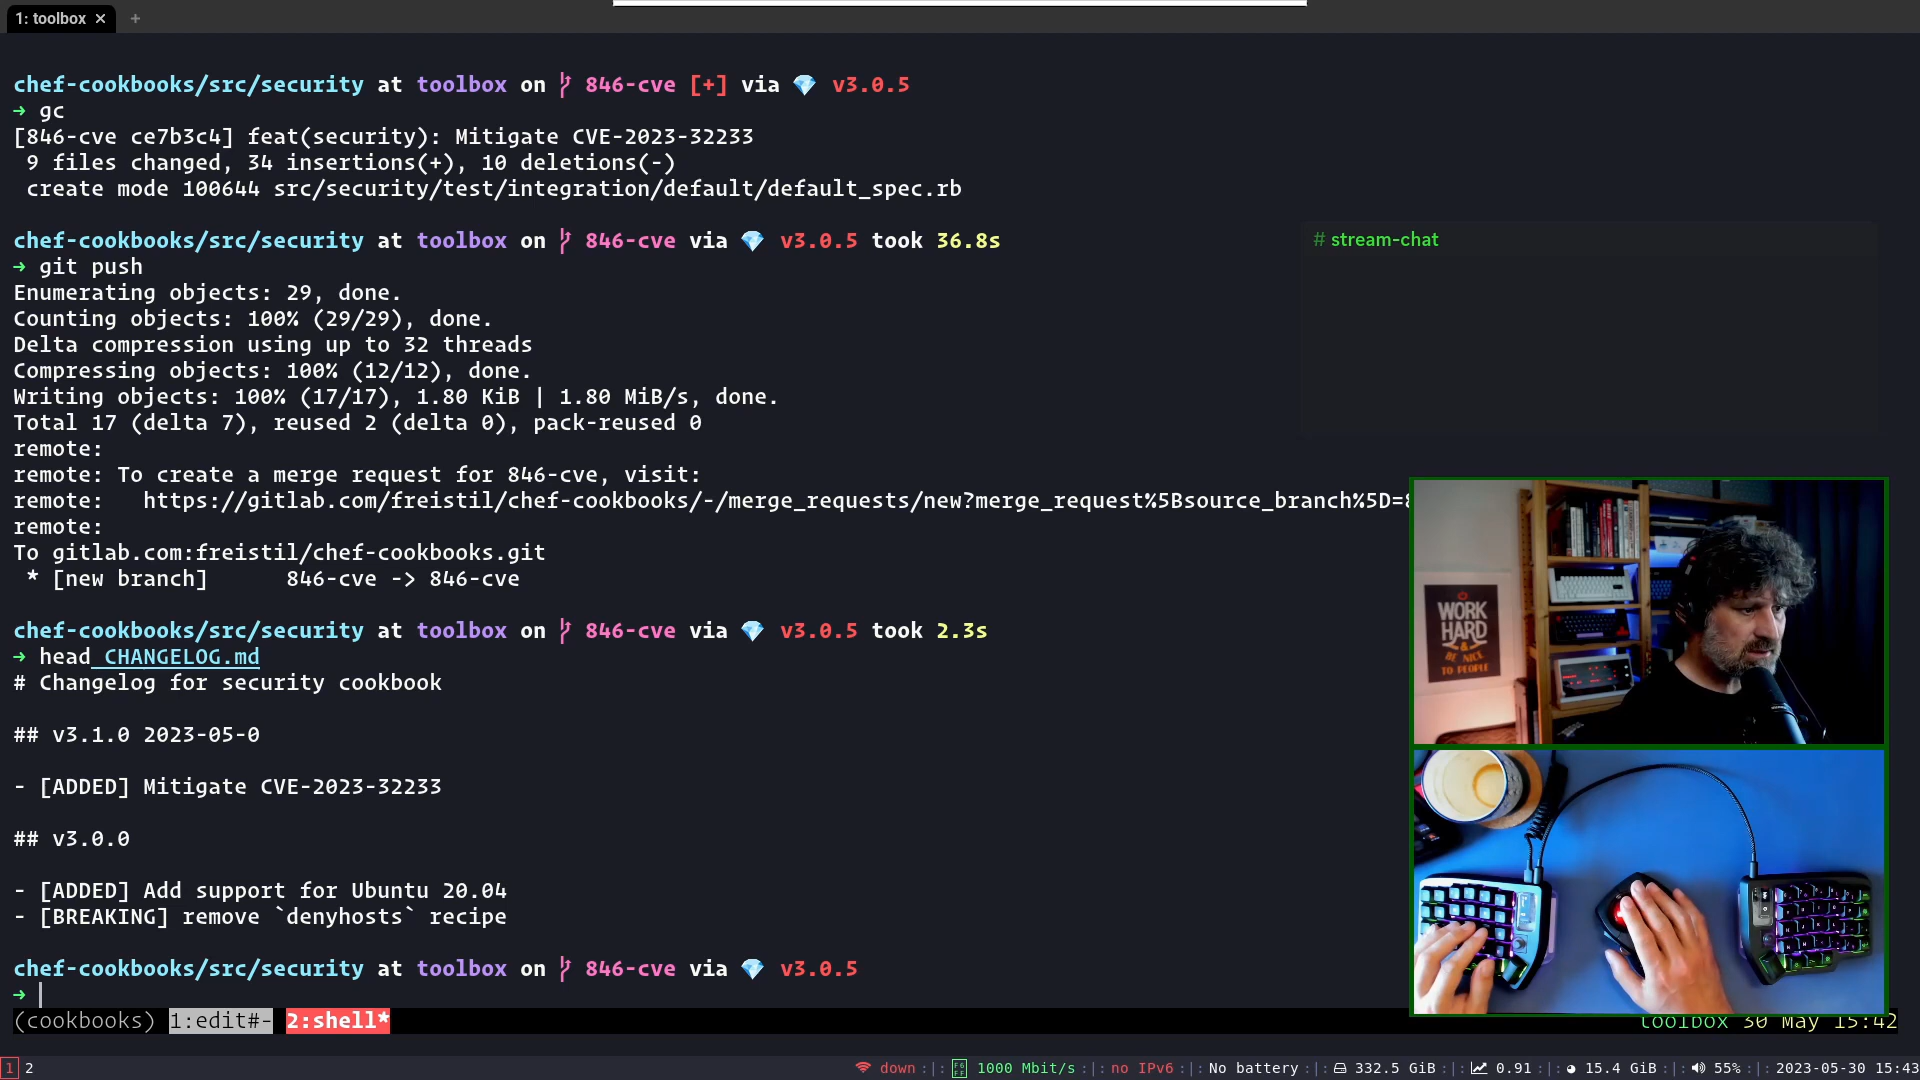 1: toolbox × +
chef-cookbooks/src/security at toolbox on 846-cve [+] via 💎 v3.0.5
→ gc
[846-cve ce7b3c4] feat(security): Mitigate CVE-2023-32233
9 files changed, 34 insertions(+), 10 deletions(-)
create mode 100644 src/security/test/integration/default/default_spec.rb
chef-cookbooks/src/security at toolbox on 846-cve via 💎 v3.0.5 took 36.8s
→ git push
Enumerating objects: 29, done.
Counting objects: 100% (29/29), done.
Delta compression using up to 32 threads
Compressing objects: 100% (12/12), done.
Writing objects: 100% (17/17), 1.80 KiB | 1.80 MiB/s, done.
Total 17 (delta 7), reused 2 (delta 0), pack-reused 0
remote:
remote: To create a merge request for 846-cve, visit:
remote:   https://gitlab.com/freistil/chef-cookbooks/-/merge_requests/new?merge_request%5Bsource_branch%5D=8
remote:
To gitlab.com:freistil/chef-cookbooks.git
* [new branch]      846-cve -> 846-cve
chef-cookbooks/src/security at toolbox on 846-cve via 💎 v3.0.5 took 2.3s
→ head CHANGELOG.md
# Changelog for security cookbook
## v3.1.0 2023-05-0
- [ADDED] Mitigate CVE-2023-32233
## v3.0.0
- [ADDED] Add support for Ubuntu 20.04
- [BREAKING] remove `denyhosts` recipe
chef-cookbooks/src/security at toolbox on 846-cve via 💎 v3.0.5
→
(cookbooks) 1:edit#- 2:shell*
# stream-chat
WORK
HARD
&
BE NICE
TO PEOPLE
toolbox 30 May 15:42
1 2
down :|: 1000 Mbit/s :|: no IPv6 :|: No battery :|: 332.5 GiB :|: 0.91 :|: 15.4 GiB :|: 55% :|: 2023-05-30 15:43